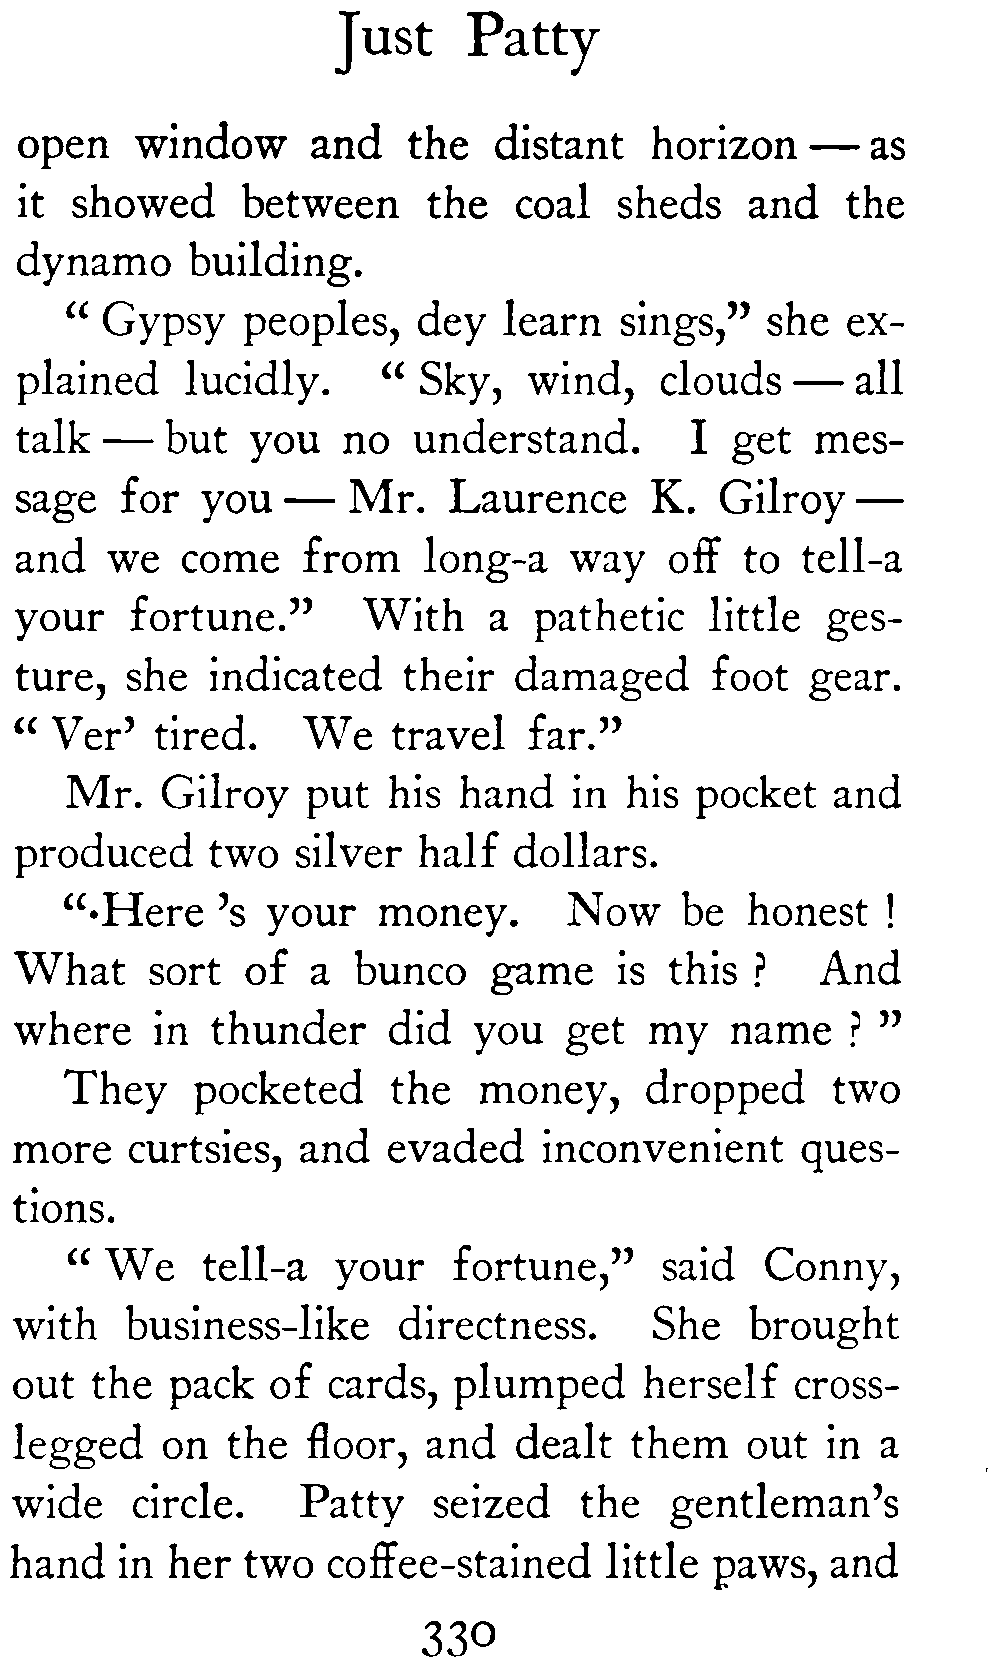 Just Patty
open window and the distant horizon — as
it showed between the coal sheds and the
dynamo building.
“ Gypsy peoples, dey learn sings,” she ex-
plained lucidly. “ Sky, wind, clouds — all
talk — but you no understand. I get mes-
sage for you — Mr. Laurence K. Gilroy —
and we come from long-a way off to tell-a
your fortune.” With a pathetic little ges-
ture, she indicated their damaged foot gear.
“ Ver’ tired. We travel far.”
Mr. Gilroy put his hand in his pocket and
produced two silver half dollars.
“ Here ’s your money. Now be honest !
What sort of a bunco game is this ? And
where in thunder did you get my name ? ”
They pocketed the money, dropped two
more curtsies, and evaded inconvenient ques-
tions.
“ We tell-a your fortune,” said Conny,
with business-like directness. She brought
out the pack of cards, plumped herself cross-
legged on the floor, and dealt them out in a
wide circle. Patty seized the gentleman’s
hand in her two coffee-stained little paws, and
330